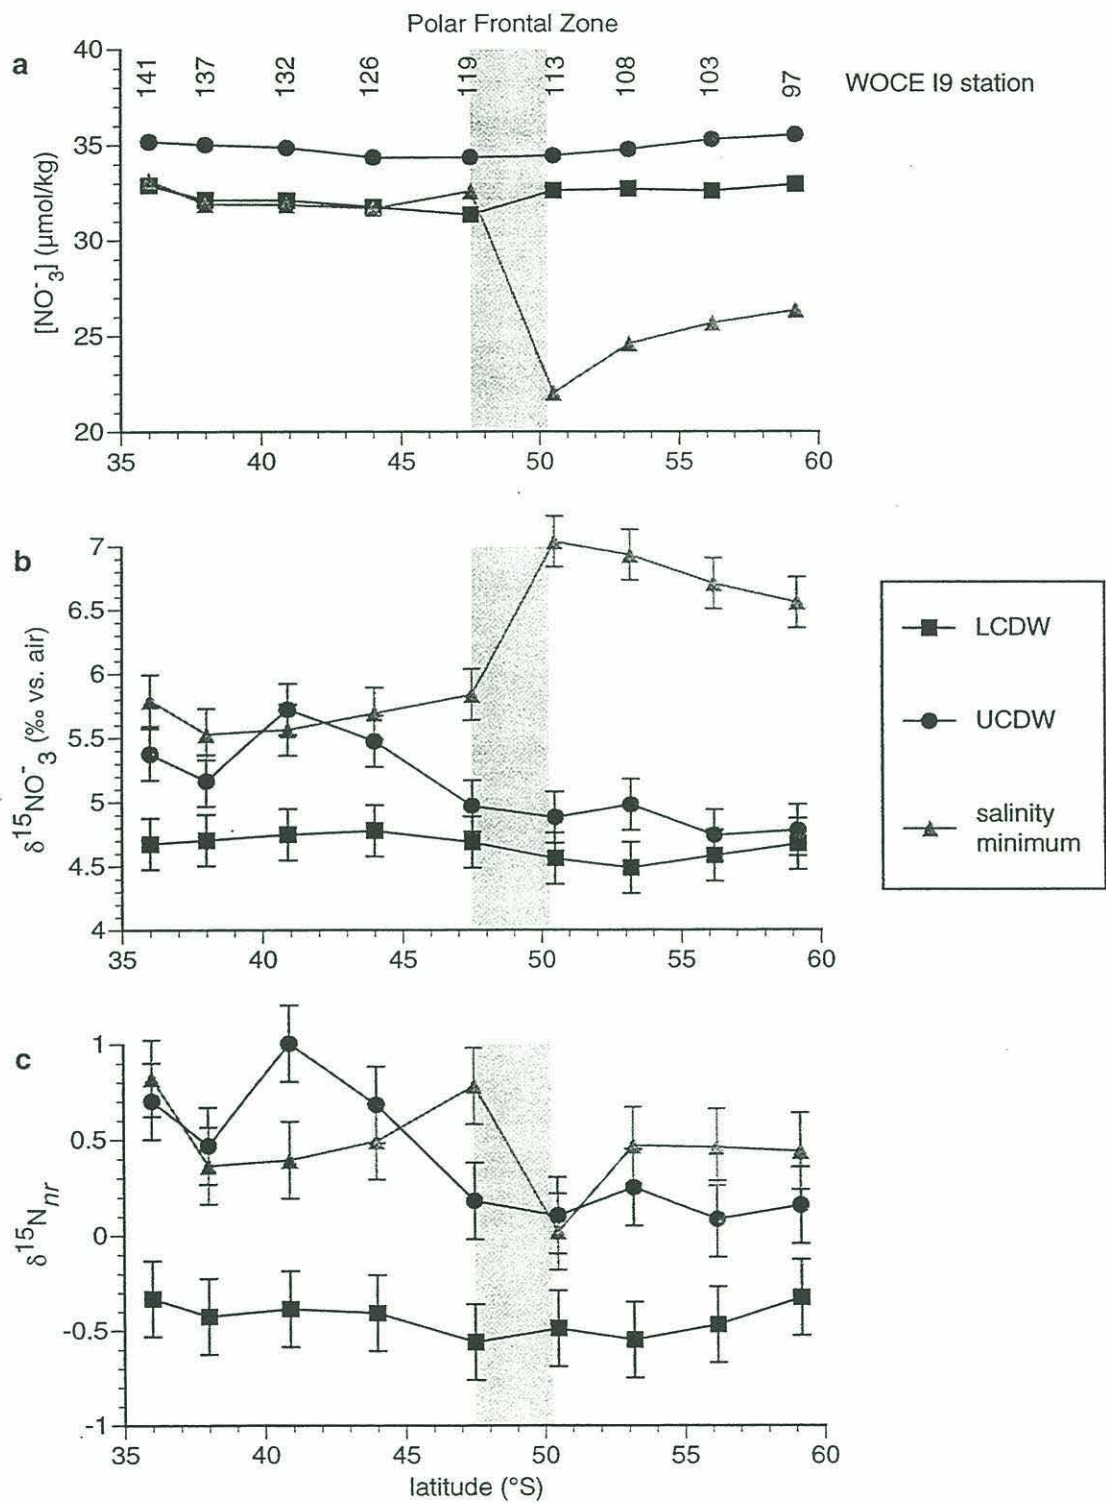 Polar Frontal Zone
a
40
141 137 132 126 119 113 108 103 97 WOCE I9 station
35
30
25
20
[NO⁻₃] (µmol/kg)
35 40 45 50 55 60
b
7
6.5
6
5.5
5
4.5
4
δ¹⁵NO⁻₃ (‰ vs. air)
35 40 45 50 55 60
LCDW
UCDW
salinity
minimum
c
1
0.5
0
-0.5
-1
δ¹⁵Nnr
35 40 45 50 55 60
latitude (°S)